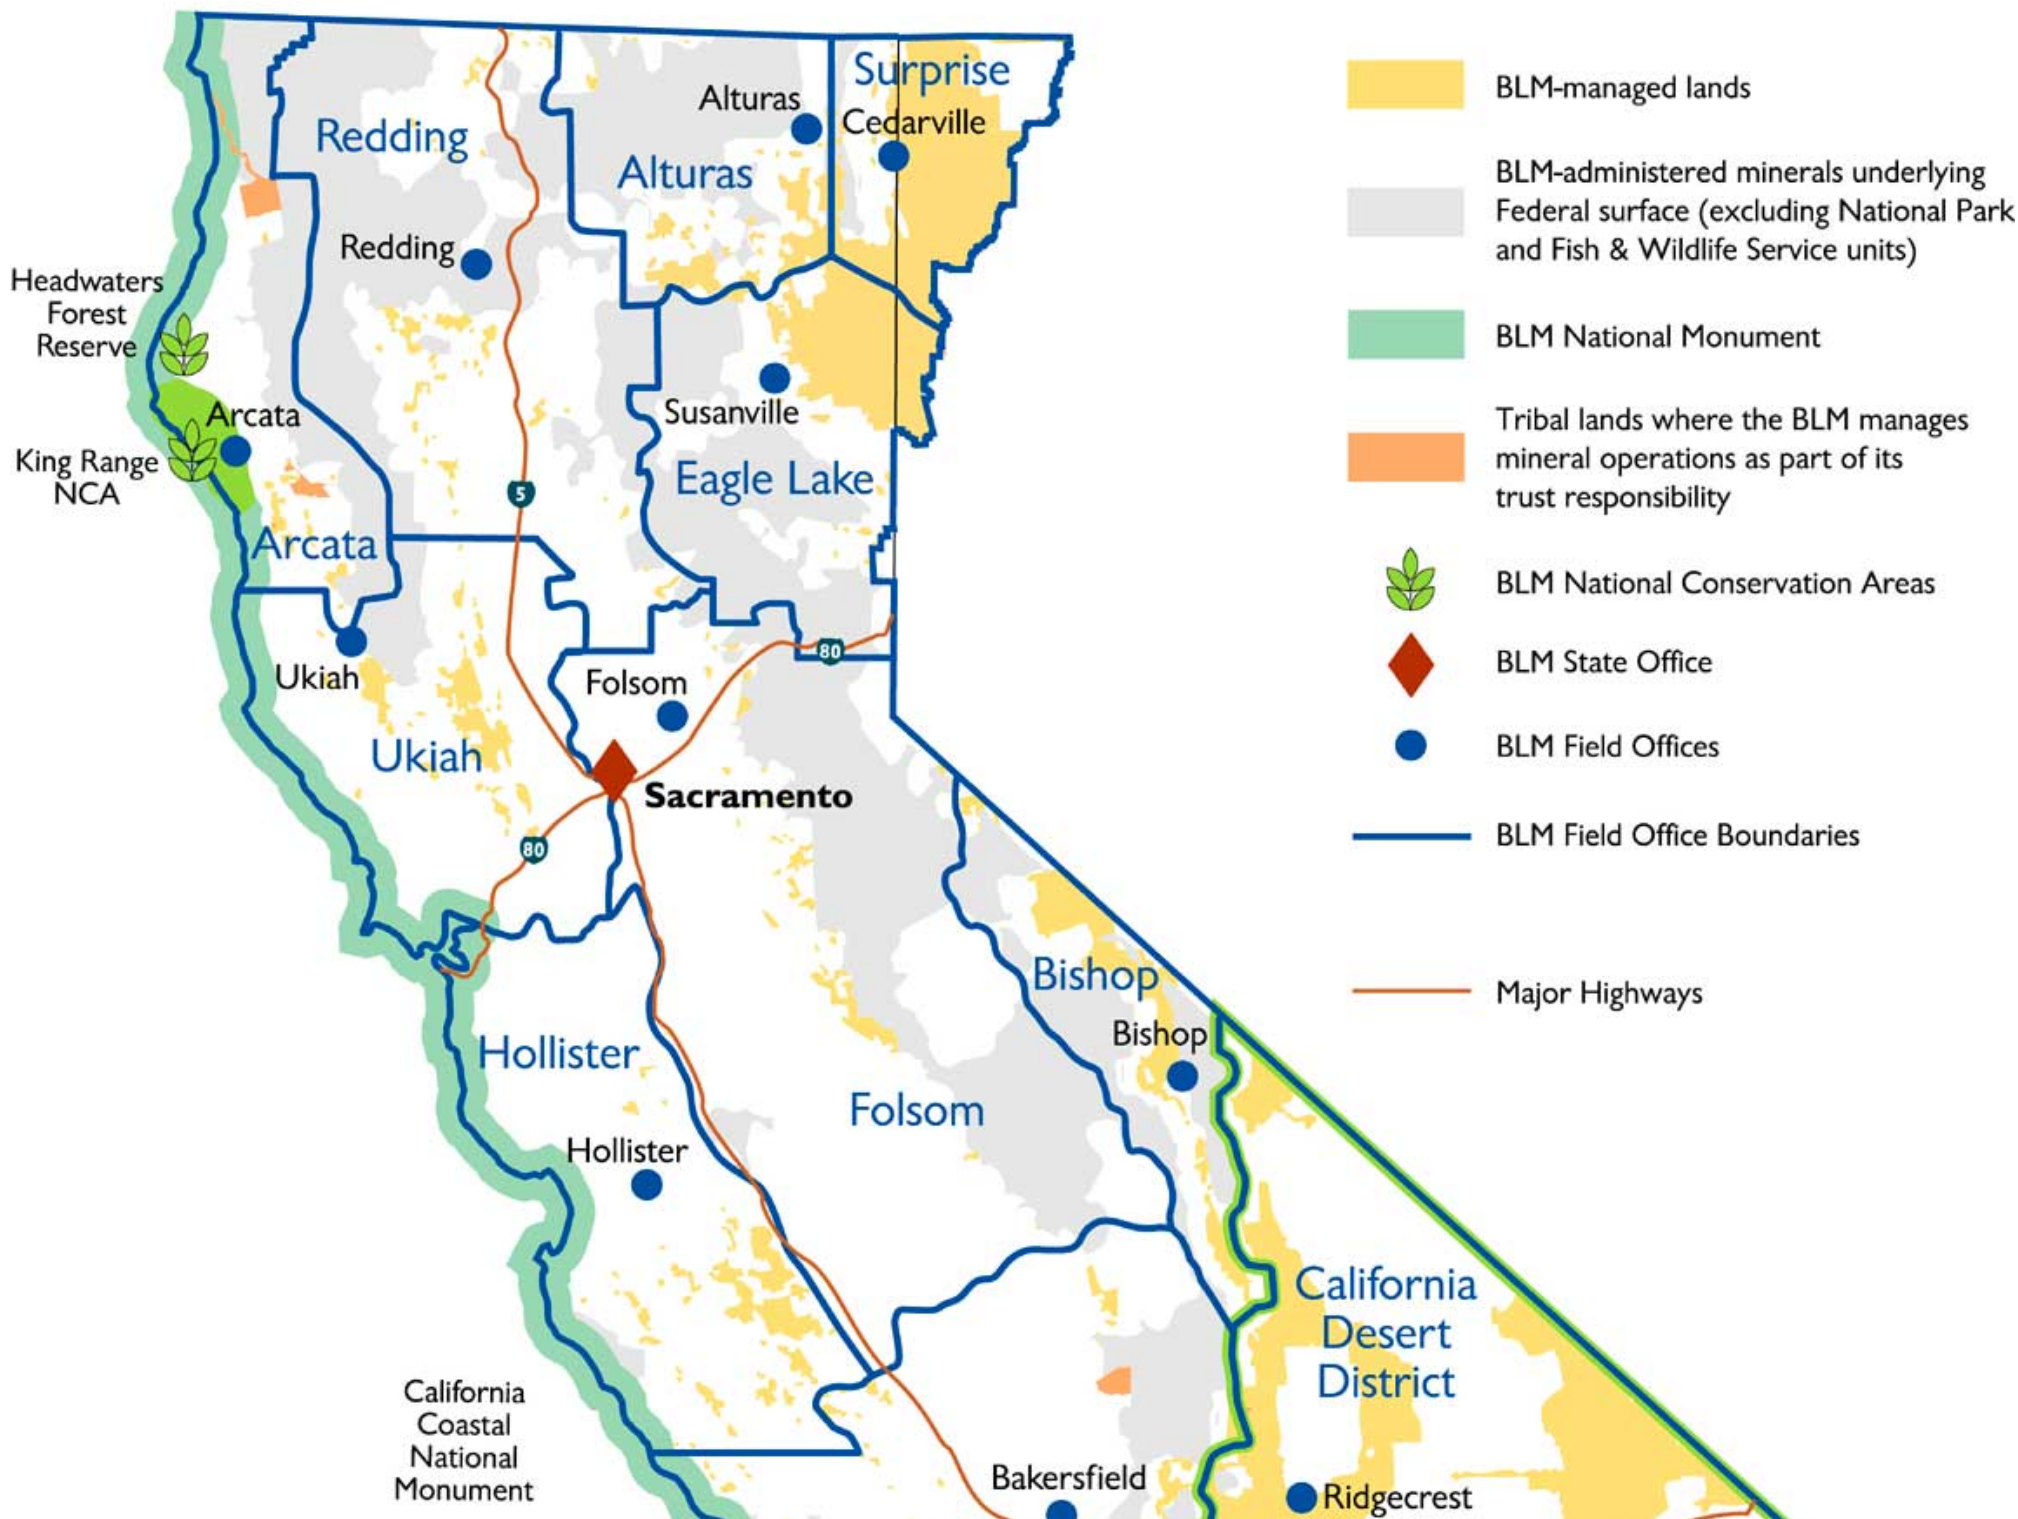 Surprise
Alturas
Cedarville
Redding
Alturas
Redding
Headwaters
Forest
Reserve
Arcata
Susanville
King Range
NCA
Eagle Lake
5
Arcata
80
Ukiah
Folsom
Ukiah
Sacramento
80
Bishop
Bishop
Hollister
Folsom
Hollister
California
Desert
District
California
Coastal
National
Monument
Bakersfield
Ridgecrest
BLM-managed lands
BLM-administered minerals underlying
Federal surface (excluding National Park
and Fish & Wildlife Service units)
BLM National Monument
Tribal lands where the BLM manages
mineral operations as part of its
trust responsibility
BLM National Conservation Areas
BLM State Office
BLM Field Offices
BLM Field Office Boundaries
Major Highways